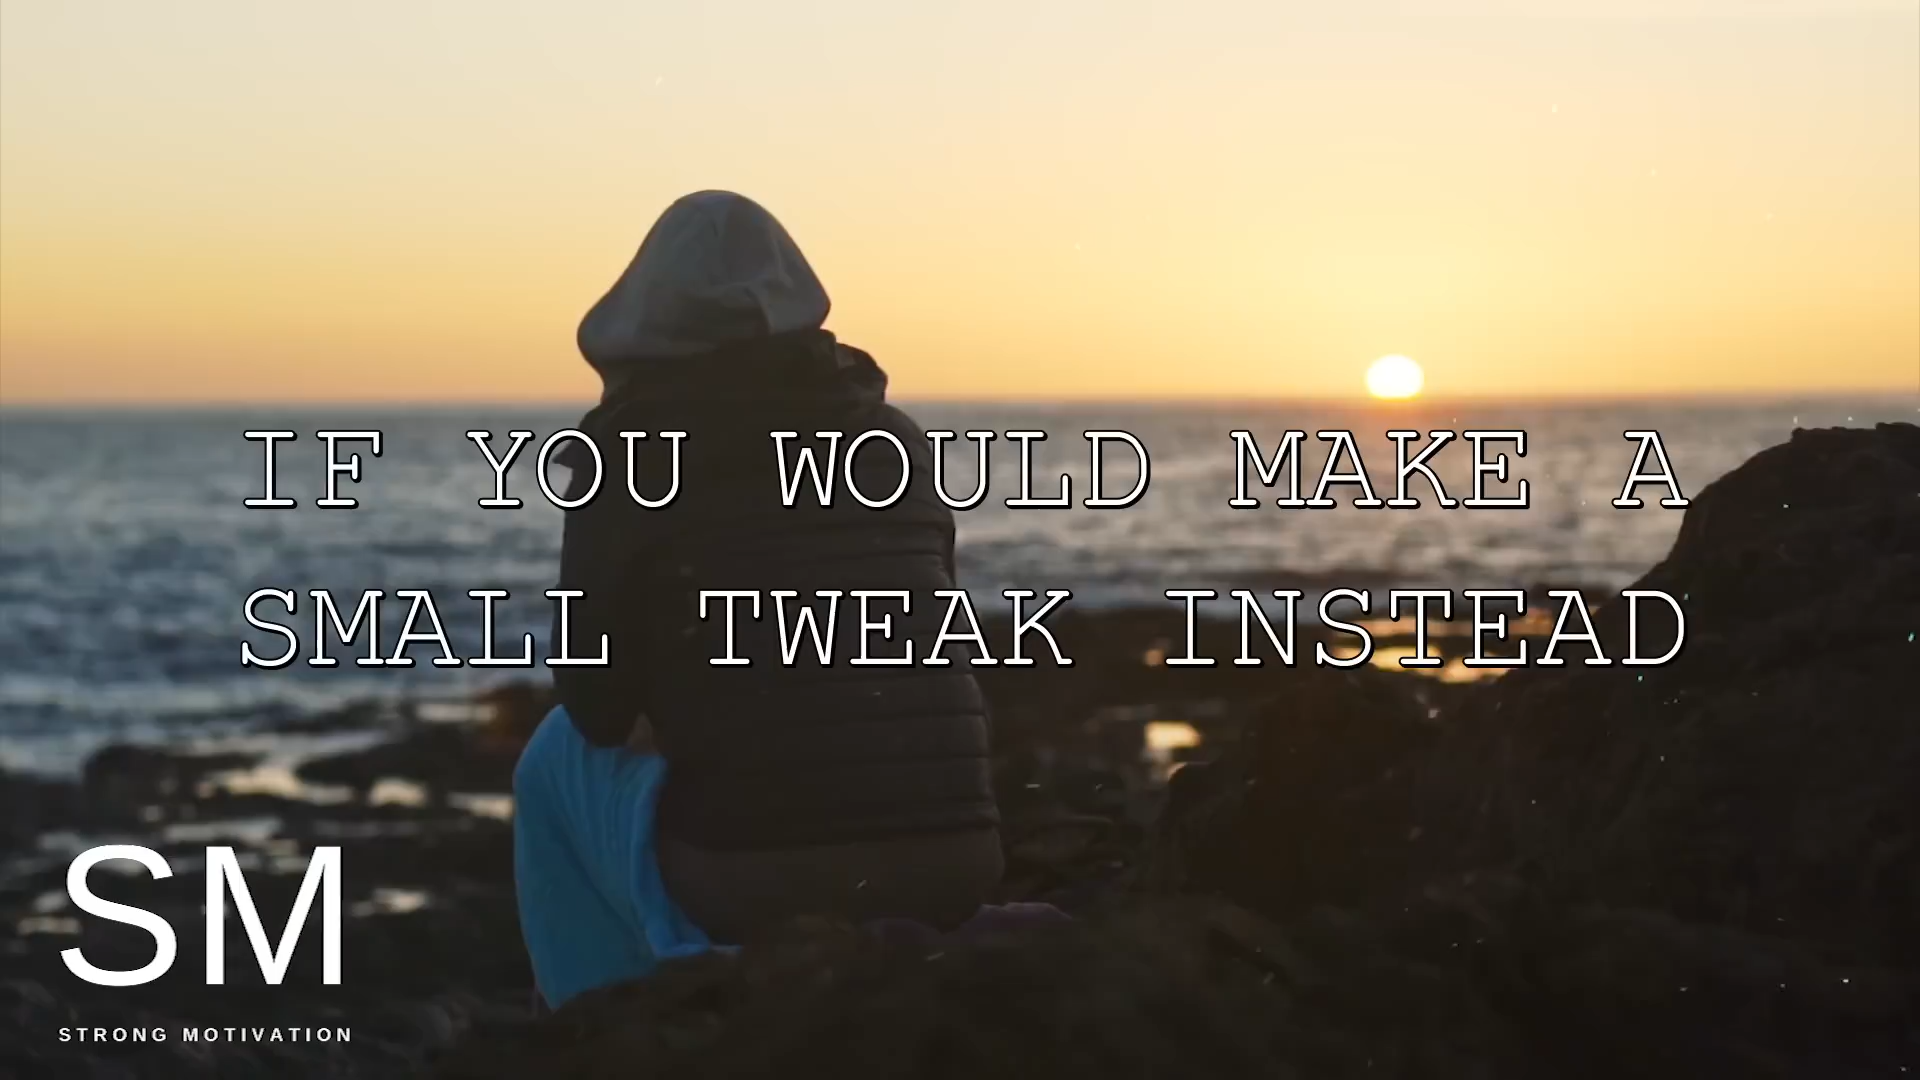 IF YOU WOULD MAKE A
SMALL TWEAK INSTEAD
SM
STRONG MOTIVATION